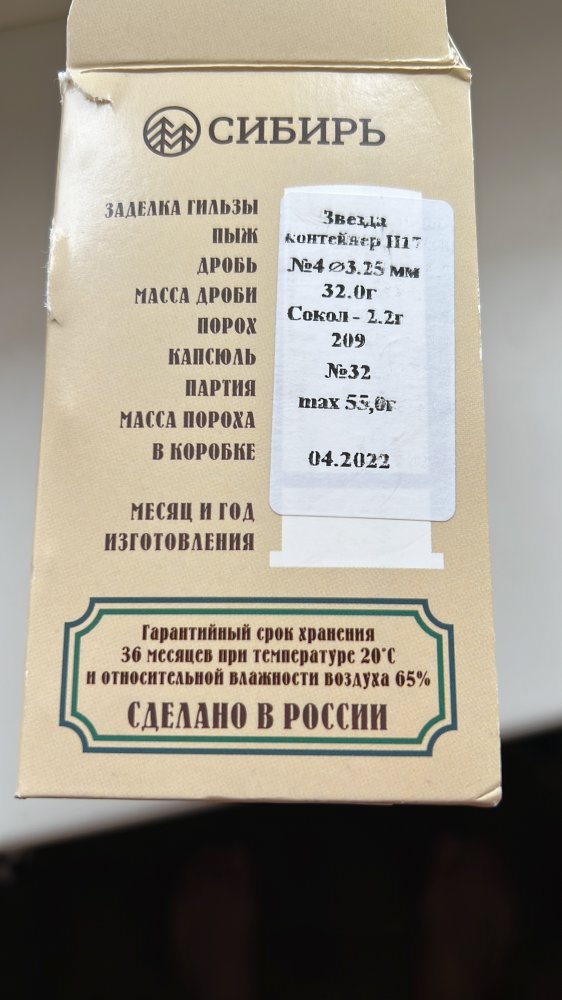 СИБИРЬ
ЗАДЕЛКА ГИЛЬЗЫ Звезда
ПЫЖ контейнер Н17
ДРОБЬ №4 ⌀3.25 мм
МАССА ДРОБИ 32.0г
ПОРОХ Сокол - 2.2г
КАПСЮЛЬ 209
ПАРТИЯ №32
МАССА ПОРОХА max 55,0г
В КОРОБКЕ
04.2022
МЕСЯЦ И ГОД
ИЗГОТОВЛЕНИЯ
Гарантийный срок хранения
36 месяцев при температуре 20°C
и относительной влажности воздуха 65%
СДЕЛАНО В РОССИИ